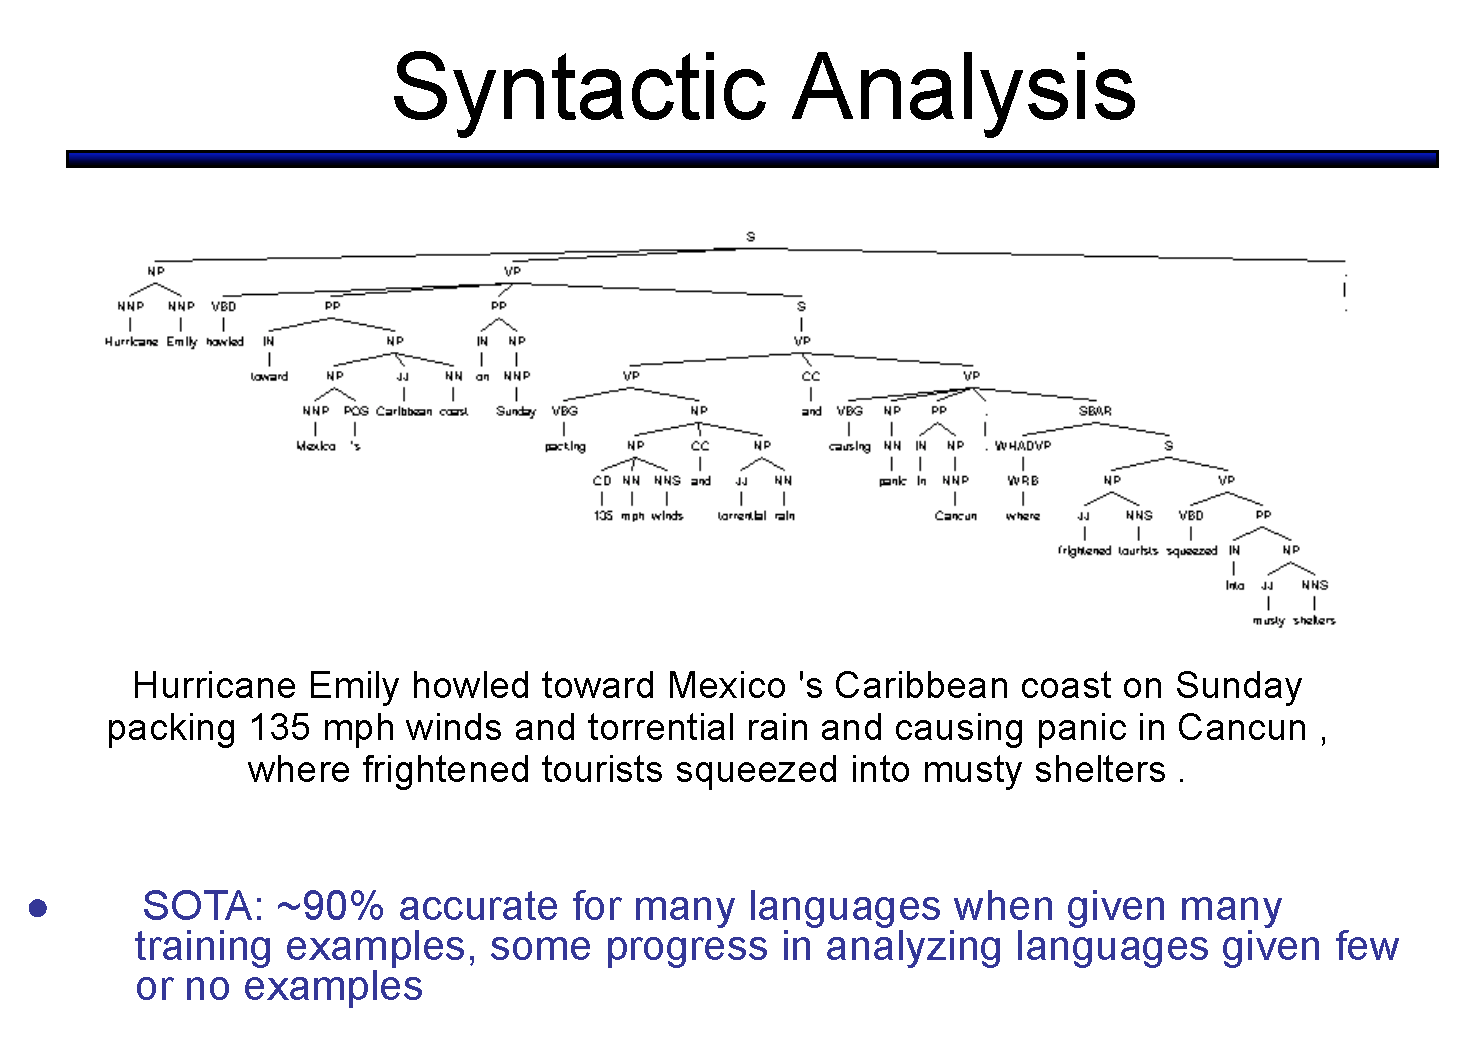 Syntactic Analysis
S
NP VP .
NNP NNP VBD PP PP S .
Hurricane Emily howled IN NP IN NP VP
toward NP JJ NN on NNP VP CC VP
NNP POS Caribbean coast Sunday VBG NP and VBG NP PP , SBAR
Mexico 's packing NP CC NP causing NN IN NP , WHADVP S
CD NN NNS and JJ NN panic in NNP WRB NP VP
135 mph winds torrential rain Cancun where JJ NNS VBD PP
frightened tourists squeezed IN NP
into JJ NNS
musty shelters
Hurricane Emily howled toward Mexico 's Caribbean coast on Sunday
packing 135 mph winds and torrential rain and causing panic in Cancun ,
where frightened tourists squeezed into musty shelters .
● SOTA: ~90% accurate for many languages when given many
training examples, some progress in analyzing languages given few
or no examples